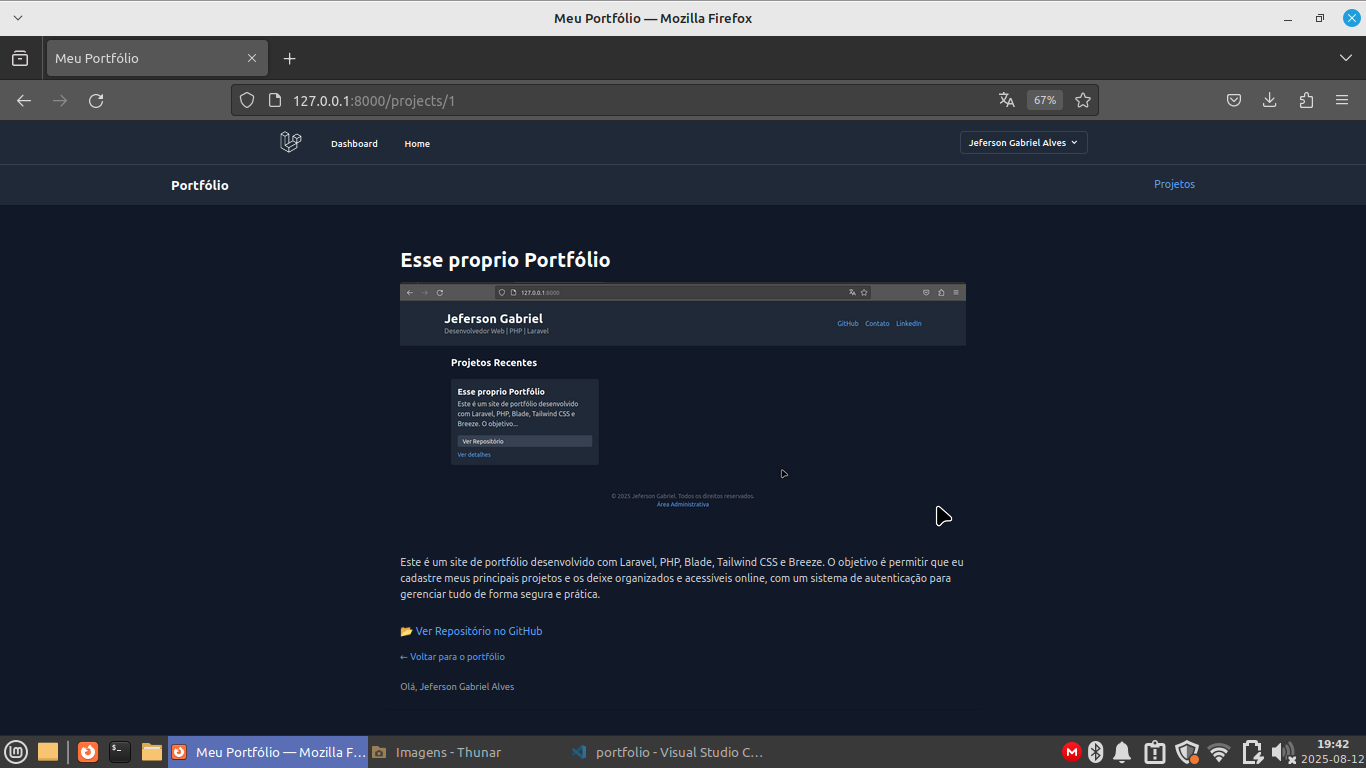 Meu Portfólio — Mozilla Firefox
Meu Portfólio
127.0.0.1:8000/projects/1
67%
Dashboard
Home
Jeferson Gabriel Alves
Portfólio
Projetos
Esse proprio Portfólio
127.0.0.1:8000
Jeferson Gabriel
Desenvolvedor Web | PHP | Laravel
GitHub Contato LinkedIn
Projetos Recentes
Esse proprio Portfólio
Este é um site de portfólio desenvolvido
com Laravel, PHP, Blade, Tailwind CSS e
Breeze. O objetivo...
Ver Repositório
Ver detalhes
© 2025 Jeferson Gabriel. Todos os direitos reservados.
Área Administrativa
Este é um site de portfólio desenvolvido com Laravel, PHP, Blade, Tailwind CSS e Breeze. O objetivo é permitir que eu
cadastre meus principais projetos e os deixe organizados e acessíveis online, com um sistema de autenticação para
gerenciar tudo de forma segura e prática.
📂 Ver Repositório no GitHub
← Voltar para o portfólio
Olá, Jeferson Gabriel Alves
Meu Portfólio — Mozilla F...
Imagens - Thunar
portfolio - Visual Studio C...
19:42
2025-08-12